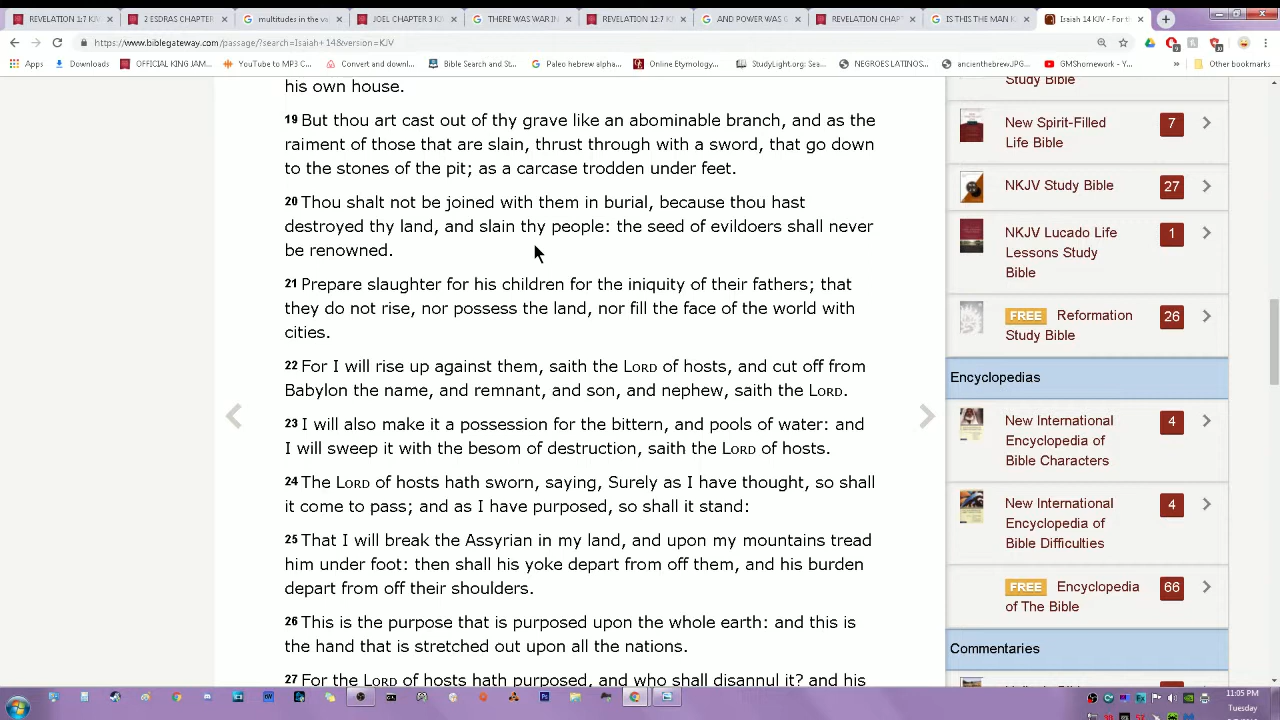 REVELATION 1:7 K
2 ESDRAS CHAPTER
multitudes in the v
JOEL CHAPTER 3 K
THERE
REVELATION
AND POWER WAS G
REVELATION CHAPT
IS
Isaiah 14 KJV - For t
https://www.biblegateway.com/passage/?search=Isaiah+14&version=KJV
Apps
Downloads
OFFICIAL KING JAM...
YouTube to MP3 C...
Convert and downl...
Bible Search and S...
Paleo hebrew alpha...
Online Etymology...
StudyLight.org: Sea...
NEGROES LATINOS...
ancienthebrewJPG...
GMShomework - Y...
»
Other bookmarks
his own house.
19 But thou art cast out of thy grave like an abominable branch, and as the
raiment of those that are slain, thrust through with a sword, that go down
to the stones of the pit; as a carcase trodden under feet.
20 Thou shalt not be joined with them in burial, because thou hast
destroyed thy land, and slain thy people: the seed of evildoers shall never
be renowned.
21 Prepare slaughter for his children for the iniquity of their fathers; that
they do not rise, nor possess the land, nor fill the face of the world with
cities.
22 For I will rise up against them, saith the LORD of hosts, and cut off from
Babylon the name, and remnant, and son, and nephew, saith the LORD.
23 I will also make it a possession for the bittern, and pools of water: and
I will sweep it with the besom of destruction, saith the LORD of hosts.
24 The LORD of hosts hath sworn, saying, Surely as I have thought, so shall
it come to pass; and as I have purposed, so shall it stand:
25 That I will break the Assyrian in my land, and upon my mountains tread
him under foot: then shall his yoke depart from off them, and his burden
depart from off their shoulders.
26 This is the purpose that is purposed upon the whole earth: and this is
the hand that is stretched out upon all the nations.
27 For the LORD of hosts hath purposed, and who shall disannul it? and his
Study Bible
New Spirit-Filled
Life Bible
7
NKJV Study Bible
27
NKJV Lucado Life
Lessons Study
Bible
1
FREE Reformation
Study Bible
26
Encyclopedias
New International
Encyclopedia of
Bible Characters
4
New International
Encyclopedia of
Bible Difficulties
4
FREE Encyclopedia
of The Bible
66
Commentaries
11:05 PM
Tuesday